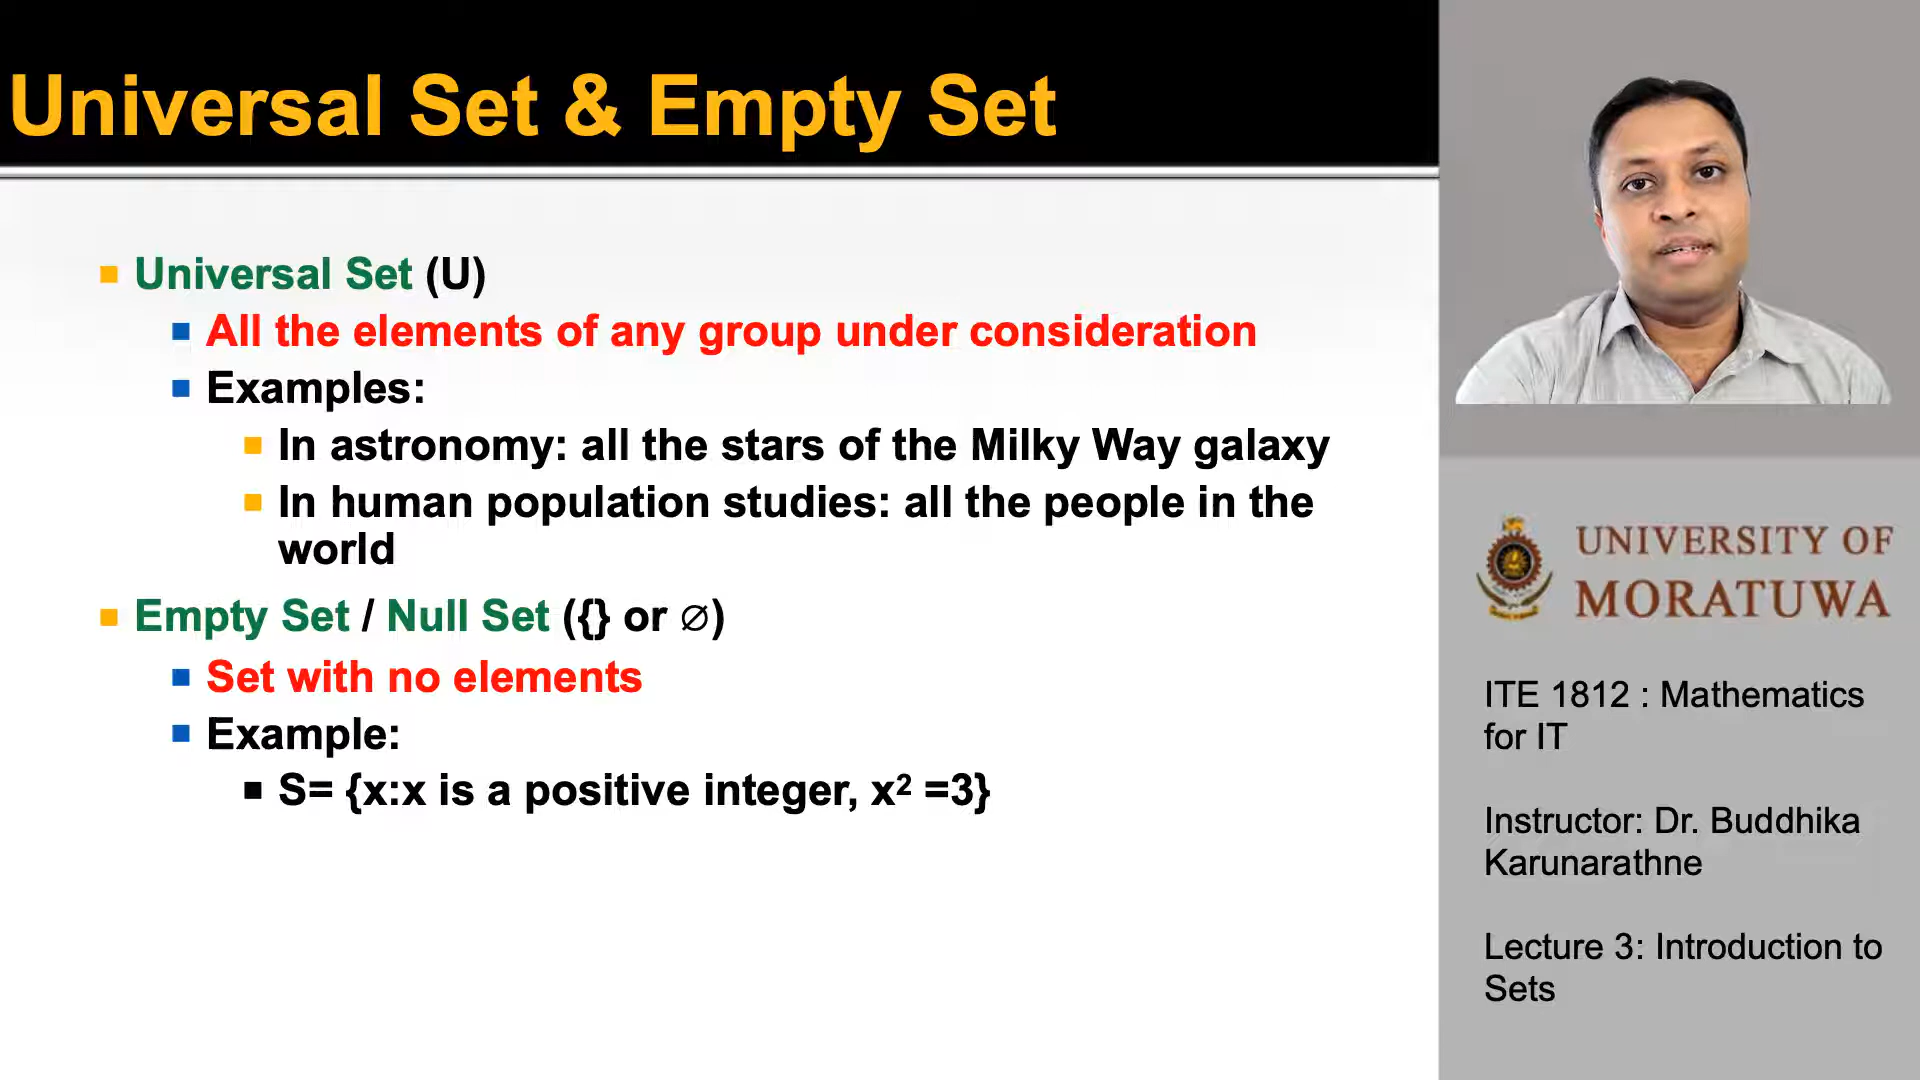 Universal Set & Empty Set
Universal Set (U)
All the elements of any group under consideration
Examples:
In astronomy: all the stars of the Milky Way galaxy
In human population studies: all the people in the
world
Empty Set / Null Set ({} or ∅)
Set with no elements
Example:
S= {x:x is a positive integer, x² =3}
UNIVERSITY OF
MORATUWA
ITE 1812 : Mathematics
for IT
Instructor: Dr. Buddhika
Karunarathne
Lecture 3: Introduction to
Sets